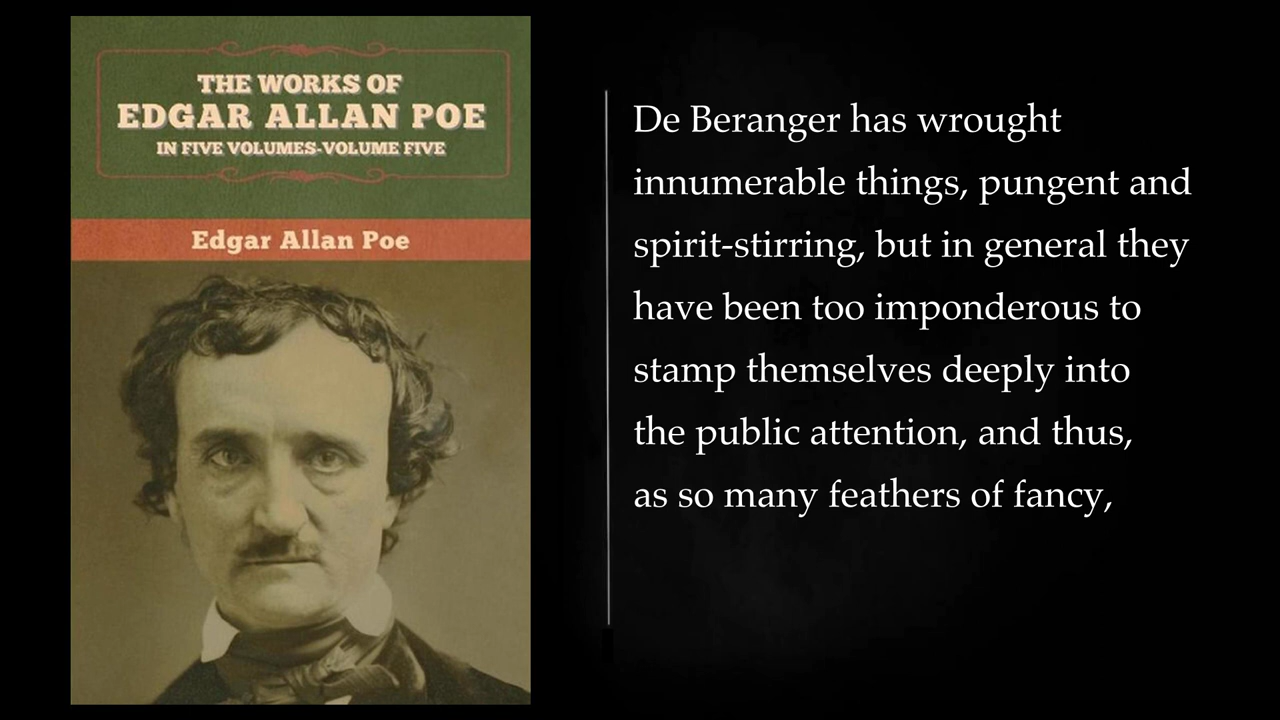 THE WORKS OF
EDGAR ALLAN POE
IN FIVE VOLUMES-VOLUME FIVE
Edgar Allan Poe
De Beranger has wrought
innumerable things, pungent and
spirit-stirring, but in general they
have been too imponderous to
stamp themselves deeply into
the public attention, and thus,
as so many feathers of fancy,